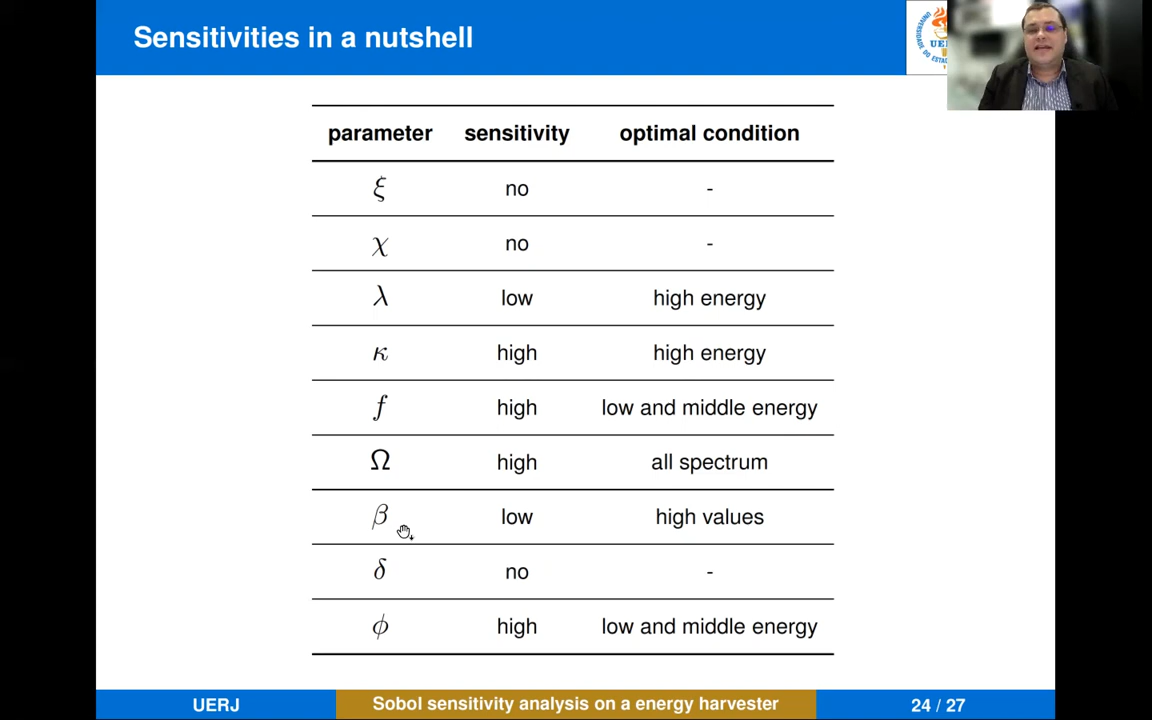 Sensitivities in a nutshell
UE
parameter sensitivity optimal condition
ξ no -
χ no -
λ low high energy
κ high high energy
f high low and middle energy
Ω high all spectrum
β low high values
δ no -
ϕ high low and middle energy
UERJ Sobol sensitivity analysis on a energy harvester 24 / 27